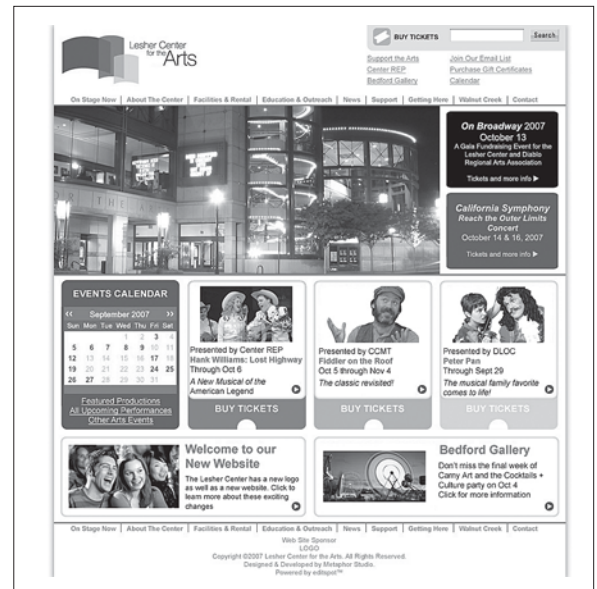 Lesher Center
for the Arts
BUY TICKETS
Search
Support the Arts
Join Our Email List
Center REP
Purchase Gift Certificates
Bedford Gallery
Calendar
On Stage Now | About The Center | Facilities & Rental | Education & Outreach | News | Support | Getting Here | Walnut Creek | Contact
FOR THE AR
On Broadway 2007
October 13
A Gala Fundraising Event for the
Lesher Center and Diablo
Regional Arts Association
Tickets and more info ▶
California Symphony
Reach the Outer Limits
Concert
October 14 & 16, 2007
Tickets and more info ▶
EVENTS CALENDAR
‹‹ September 2007 ››
Sun Mon Tue Wed Thu Fri Sat
1 2 3 4
5 6 7 8 9 10 11
12 13 14 15 16 17 18
19 20 21 22 23 24 25
26 27 28 29 30 31
Featured Productions
All Upcoming Performances
Other Arts Events
Presented by Center REP
Hank Williams: Lost Highway
Through Oct 6
A New Musical of the
American Legend
BUY TICKETS
Presented by CCMT
Fiddler on the Roof
Oct 5 through Nov 4
The classic revisited!
BUY TICKETS
Presented by DLOC
Peter Pan
Through Sept 29
The musical family favorite
comes to life!
BUY TICKETS
Welcome to our
New Website
The Lesher Center has a new logo
as well as a new website. Click to
learn more about these exciting
changes
Bedford Gallery
Don't miss the final week of
Carny Art and the Cocktails +
Culture party on Oct 4
Click for more information
On Stage Now | About The Center | Facilities & Rental | Education & Outreach | News | Support | Getting Here | Walnut Creek | Contact
Web Site Sponsor
LOGO
Copyright ©2007 Lesher Center for the Arts. All Rights Reserved.
Designed & Developed by Metaphor Studio.
Powered by editspot™